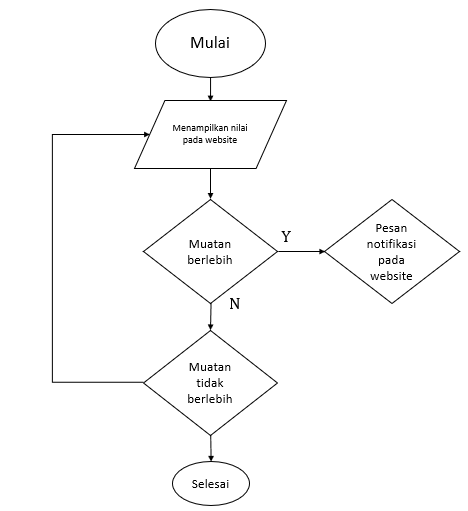 Mulai
Menampilkan nilai
pada website
Muatan
berlebih
Y
Pesan
notifikasi
pada
website
N
Muatan
tidak
berlebih
Selesai